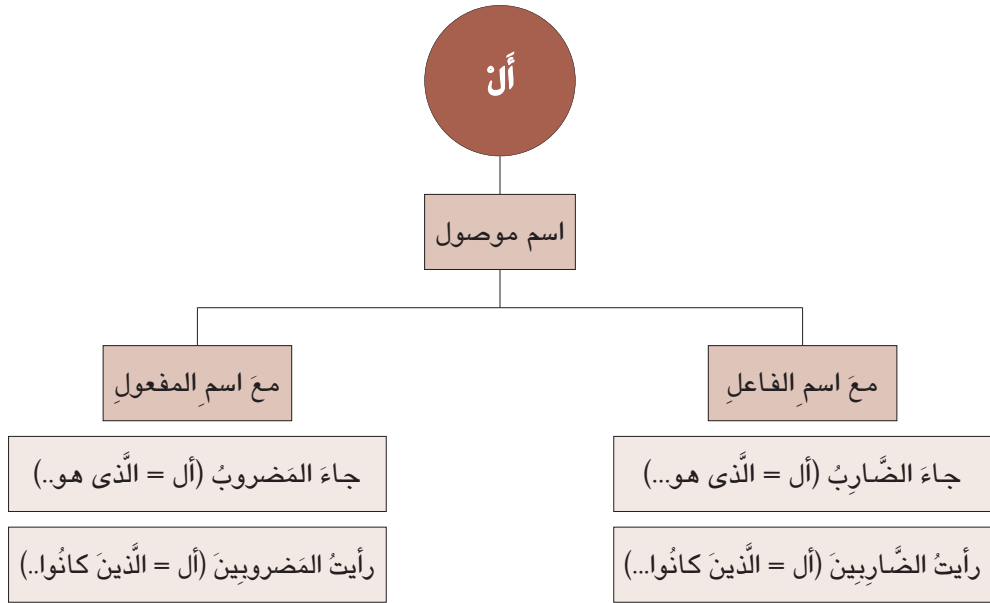 أَلْ
اسم موصول
معَ اسمِ الفاعلِ
معَ اسمِ المفعولِ
جاءَ الضَّارِبُ (أل = الَّذى هو...)
جاءَ المَضروبُ (أل = الَّذى هو..)
رأيتُ الضَّارِبِينَ (أل = الَّذينَ كانُوا...)
رأيتُ المَضروبِينَ (أل = الَّذينَ كانُوا..)